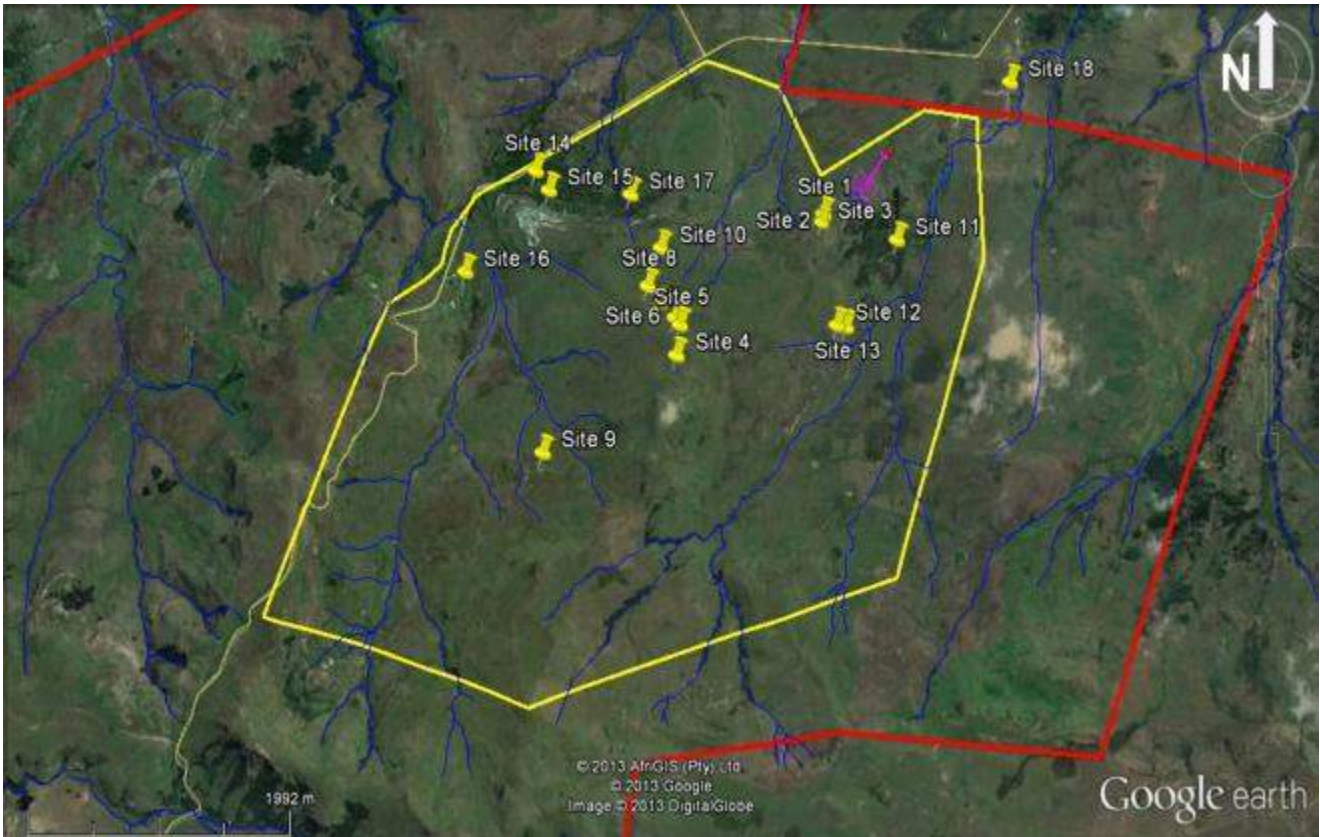 N
Site 18
Site 14
Site 15
Site 17
Site 1
Site 3
Site 2
Site 11
Site 10
Site 8
Site 16
Site 5
Site 6
Site 12
Site 4
Site 13
Site 9
© 2013 AfriGIS (Pty) Ltd.
© 2013 Google
Image © 2013 DigitalGlobe
1992 m
Google earth